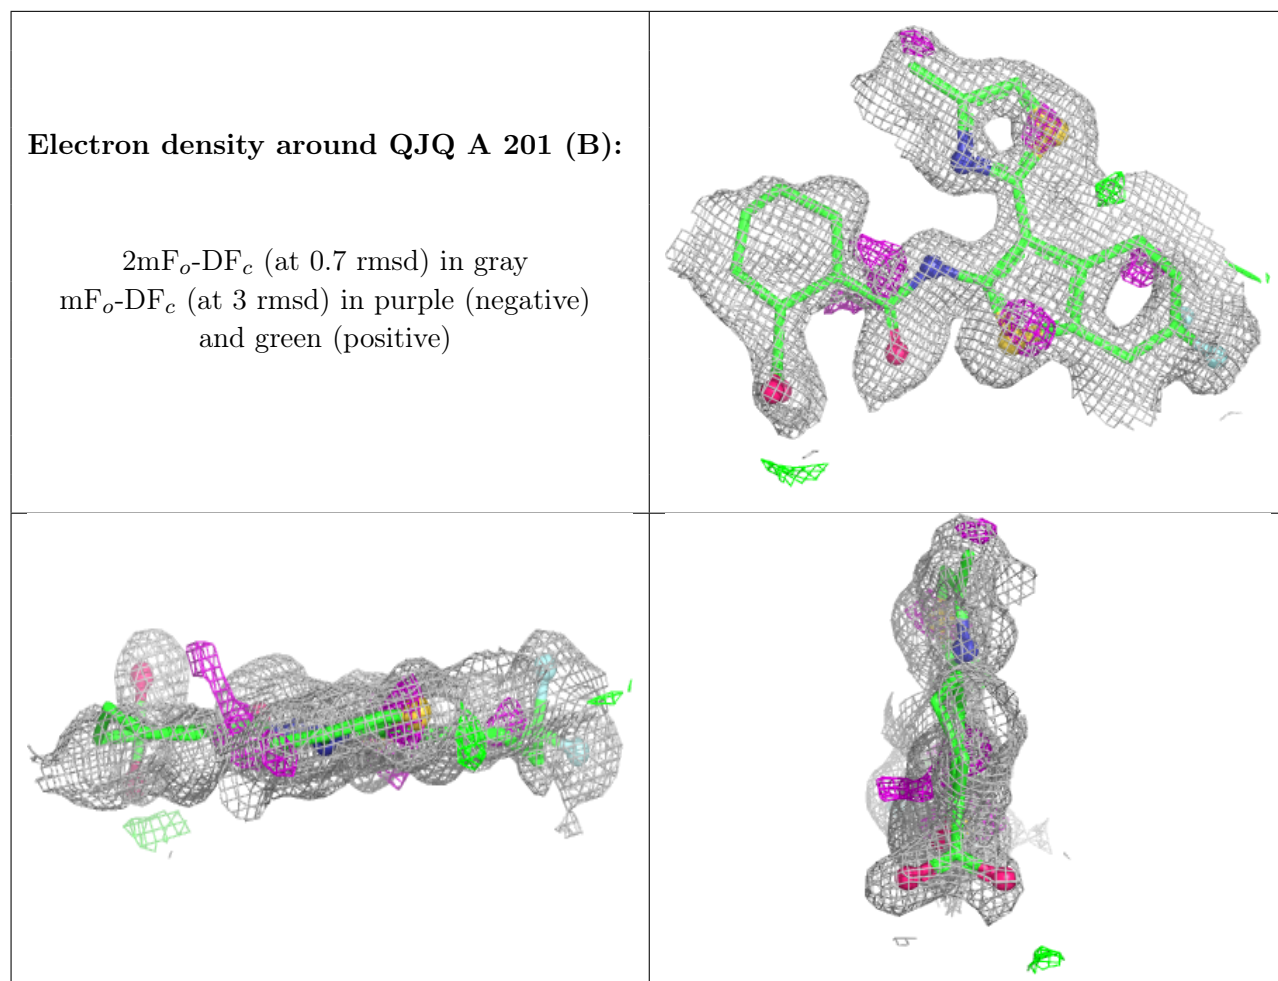 Electron density around QJQ A 201 (B):
2mFo-DFc (at 0.7 rmsd) in gray
mFo-DFc (at 3 rmsd) in purple (negative)
and green (positive)